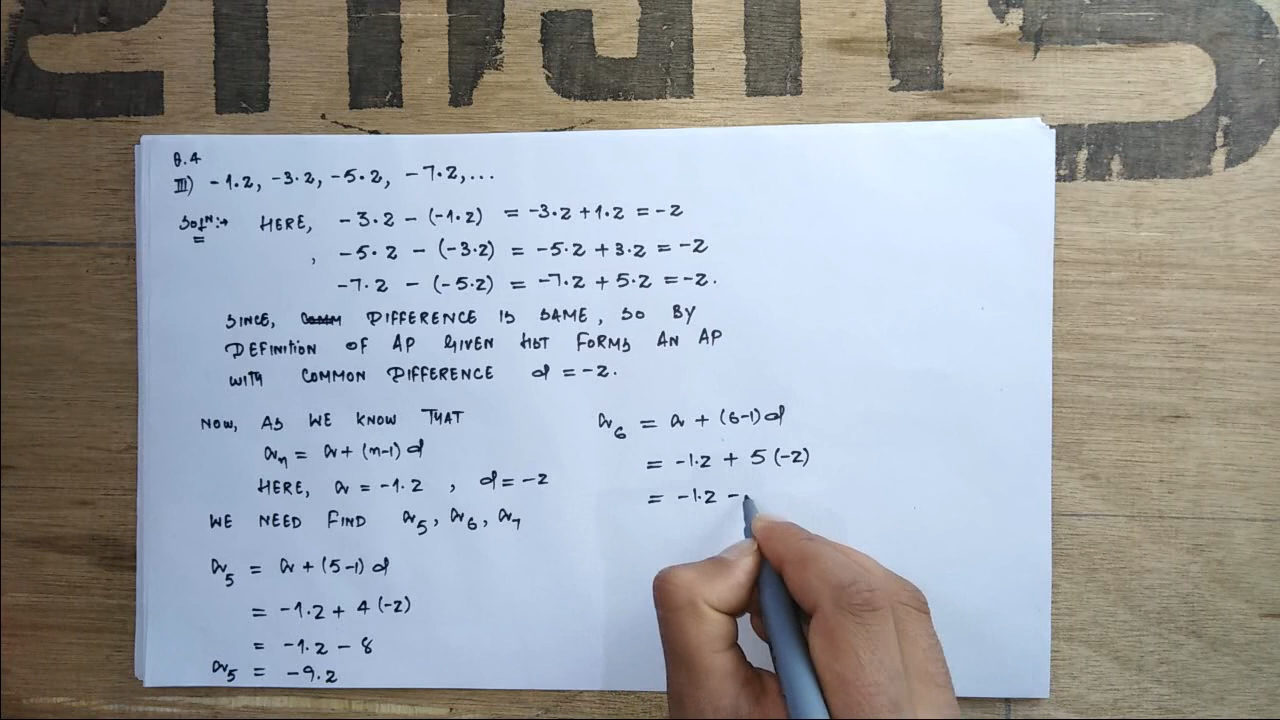 Q.4
III) -1.2, -3.2, -5.2, -7.2,...
Solᴺ:→ HERE, -3.2 - (-1.2) = -3.2 + 1.2 = -2
, -5.2 - (-3.2) = -5.2 + 3.2 = -2
-7.2 - (-5.2) = -7.2 + 5.2 = -2.
SINCE, DIFFERENCE IS SAME, SO BY
DEFINITION OF AP GIVEN LIST FORMS AN AP
WITH COMMON DIFFERENCE d = -2.
NOW, AS WE KNOW THAT
aₙ = a + (n-1)d
HERE, a = -1.2 , d = -2
WE NEED FIND a₅, a₆, a₇
a₅ = a + (5-1)d
= -1.2 + 4(-2)
= -1.2 - 8
a₅ = -9.2
a₆ = a + (6-1)d
= -1.2 + 5(-2)
= -1.2 -